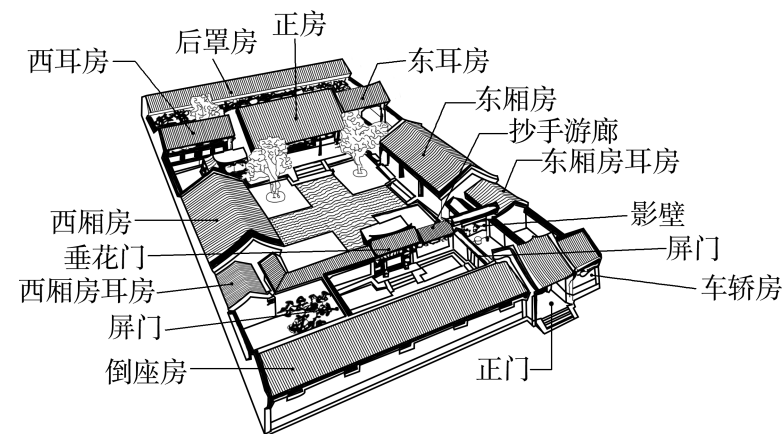 正房
后罩房
西耳房
东耳房
东厢房
抄手游廊
东厢房耳房
西厢房
影壁
垂花门
屏门
西厢房耳房
车轿房
屏门
倒座房
正门